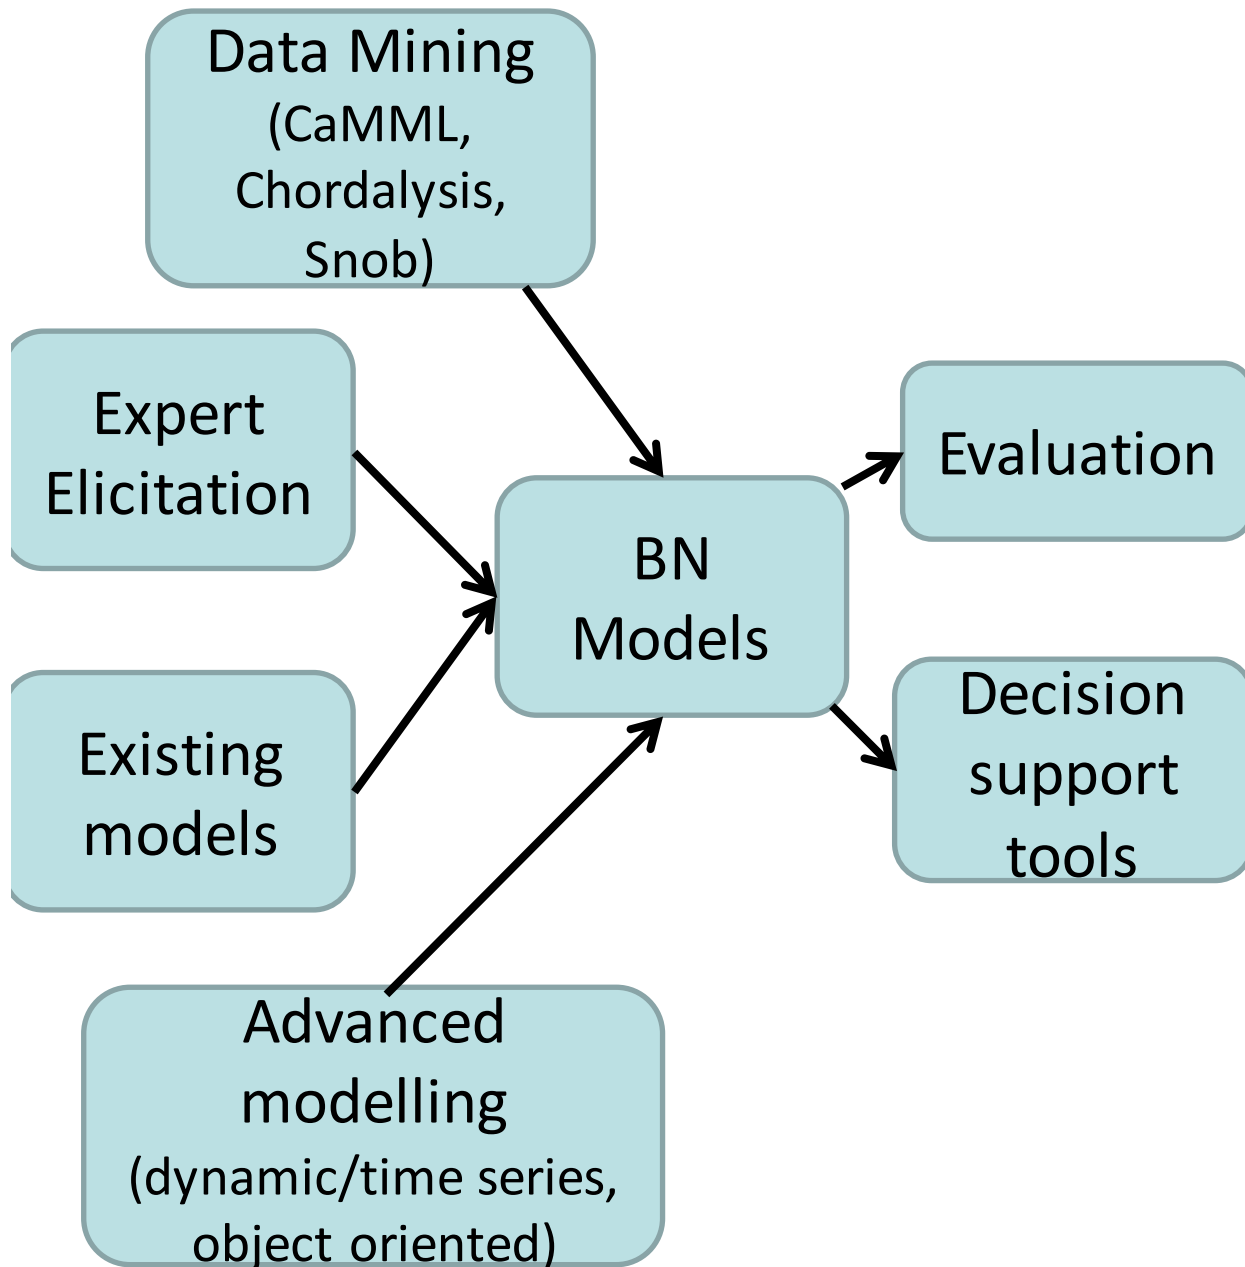 Data Mining
(CaMML,
Chordalysis,
Snob)
Expert
Elicitation
Evaluation
BN
Models
Existing
models
Decision
support
tools
Advanced
modelling
(dynamic/time series,
object oriented)